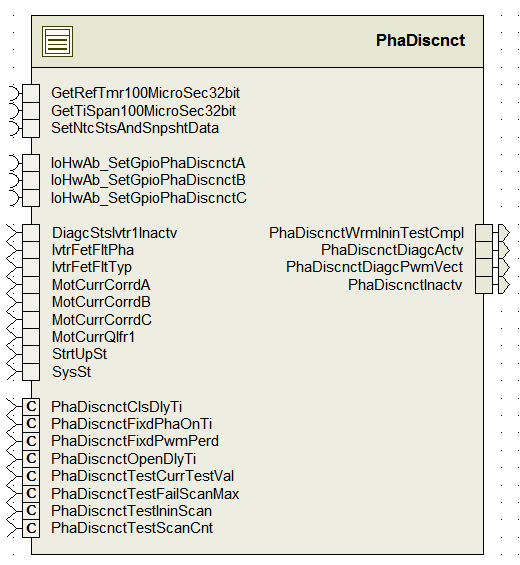 PhaDiscnct
GetRefTmr100MicroSec32bit
GetTiSpan100MicroSec32bit
SetNtcStsAndSnpshtData
IoHwAb_SetGpioPhaDiscnctA
IoHwAb_SetGpioPhaDiscnctB
IoHwAb_SetGpioPhaDiscnctC
DiagcStsIvtr1Inactv PhaDiscnctWrmIninTestCmpl
IvtrFetFltPha PhaDiscnctDiagcActv
IvtrFetFltTyp PhaDiscnctDiagcPwmVect
MotCurrCorrdA PhaDiscnctInactv
MotCurrCorrdB
MotCurrCorrdC
MotCurrQlfr1
StrtUpSt
SysSt
C PhaDiscnctClsDlyTi
C PhaDiscnctFixdPhaOnTi
C PhaDiscnctFixdPwmPerd
C PhaDiscnctOpenDlyTi
C PhaDiscnctTestCurrTestVal
C PhaDiscnctTestFailScanMax
C PhaDiscnctTestIninScan
C PhaDiscnctTestScanCnt